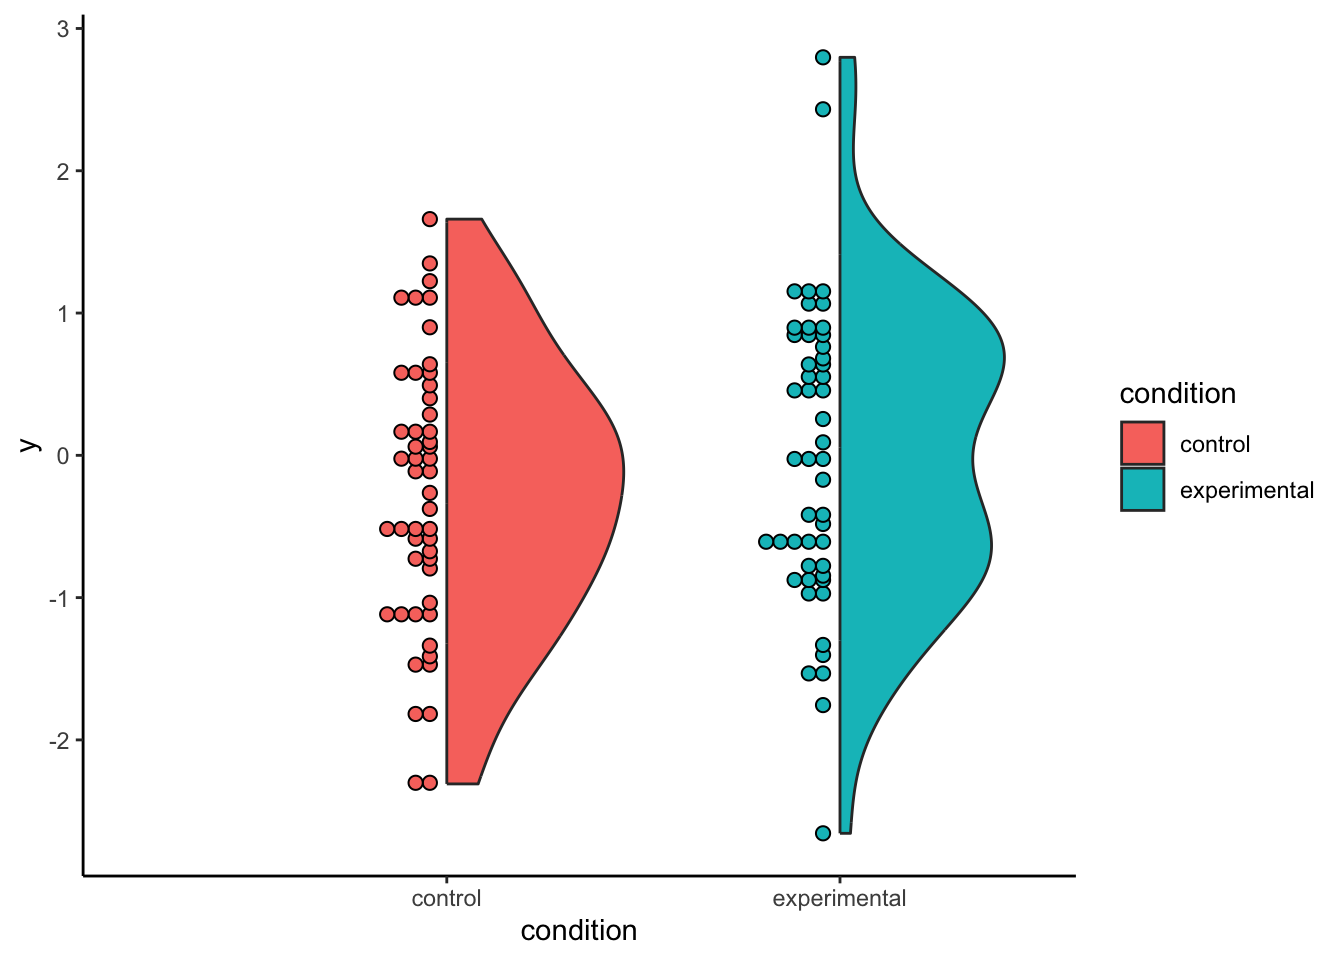 3
2
1
0
-1
-2
y
control
experimental
condition
condition
control
experimental